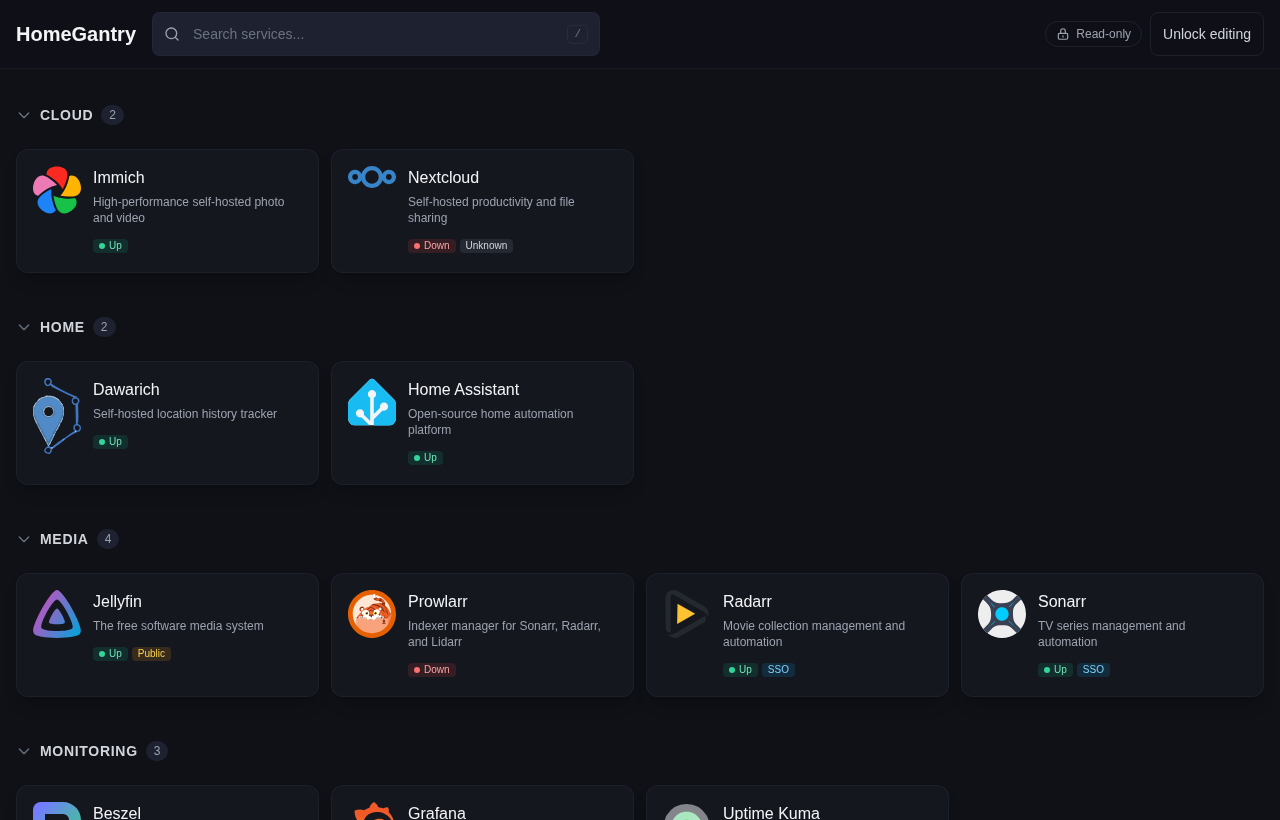 HomeGantry
Search services...
/
Read-only
Unlock editing
CLOUD 2
Immich
High-performance self-hosted photo
and video
Up
Nextcloud
Self-hosted productivity and file
sharing
Down Unknown
HOME 2
Dawarich
Self-hosted location history tracker
Up
Home Assistant
Open-source home automation
platform
Up
MEDIA 4
Jellyfin
The free software media system
Up Public
Prowlarr
Indexer manager for Sonarr, Radarr,
and Lidarr
Down
Radarr
Movie collection management and
automation
Up SSO
Sonarr
TV series management and
automation
Up SSO
MONITORING 3
Beszel
Grafana
Uptime Kuma